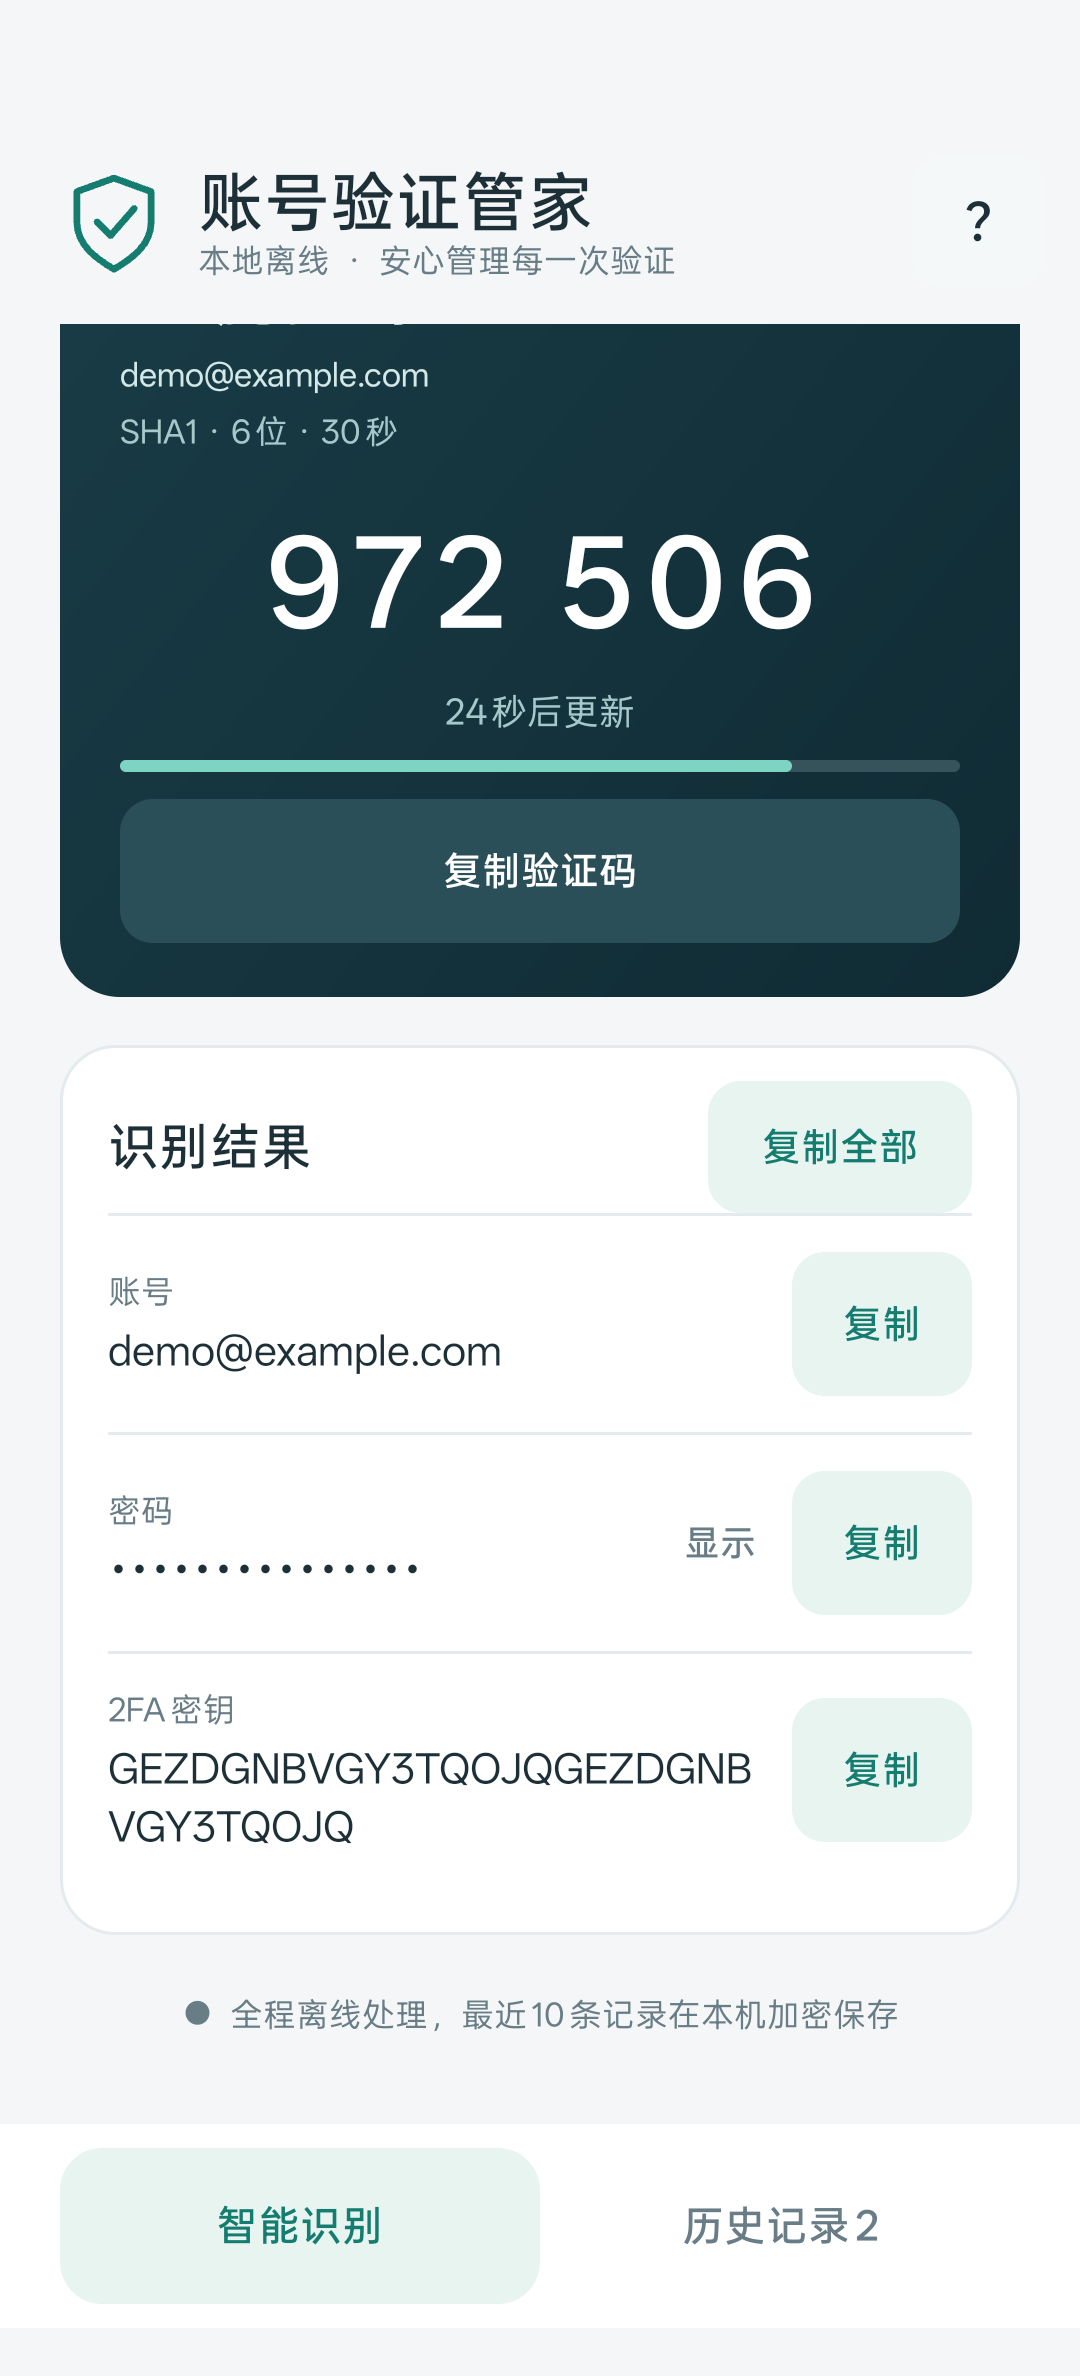 账号验证管家
本地离线 · 安心管理每一次验证
?
demo@example.com
SHA1 · 6位 · 30秒
972 506
24秒后更新
复制验证码
识别结果
复制全部
账号
demo@example.com
复制
密码
••••••••••••••• 
显示
复制
2FA 密钥
GEZDGNBVGY3TQOJQGEZDGNB
VGY3TQOJQ
复制
全程离线处理，最近10条记录在本机加密保存
智能识别
历史记录2